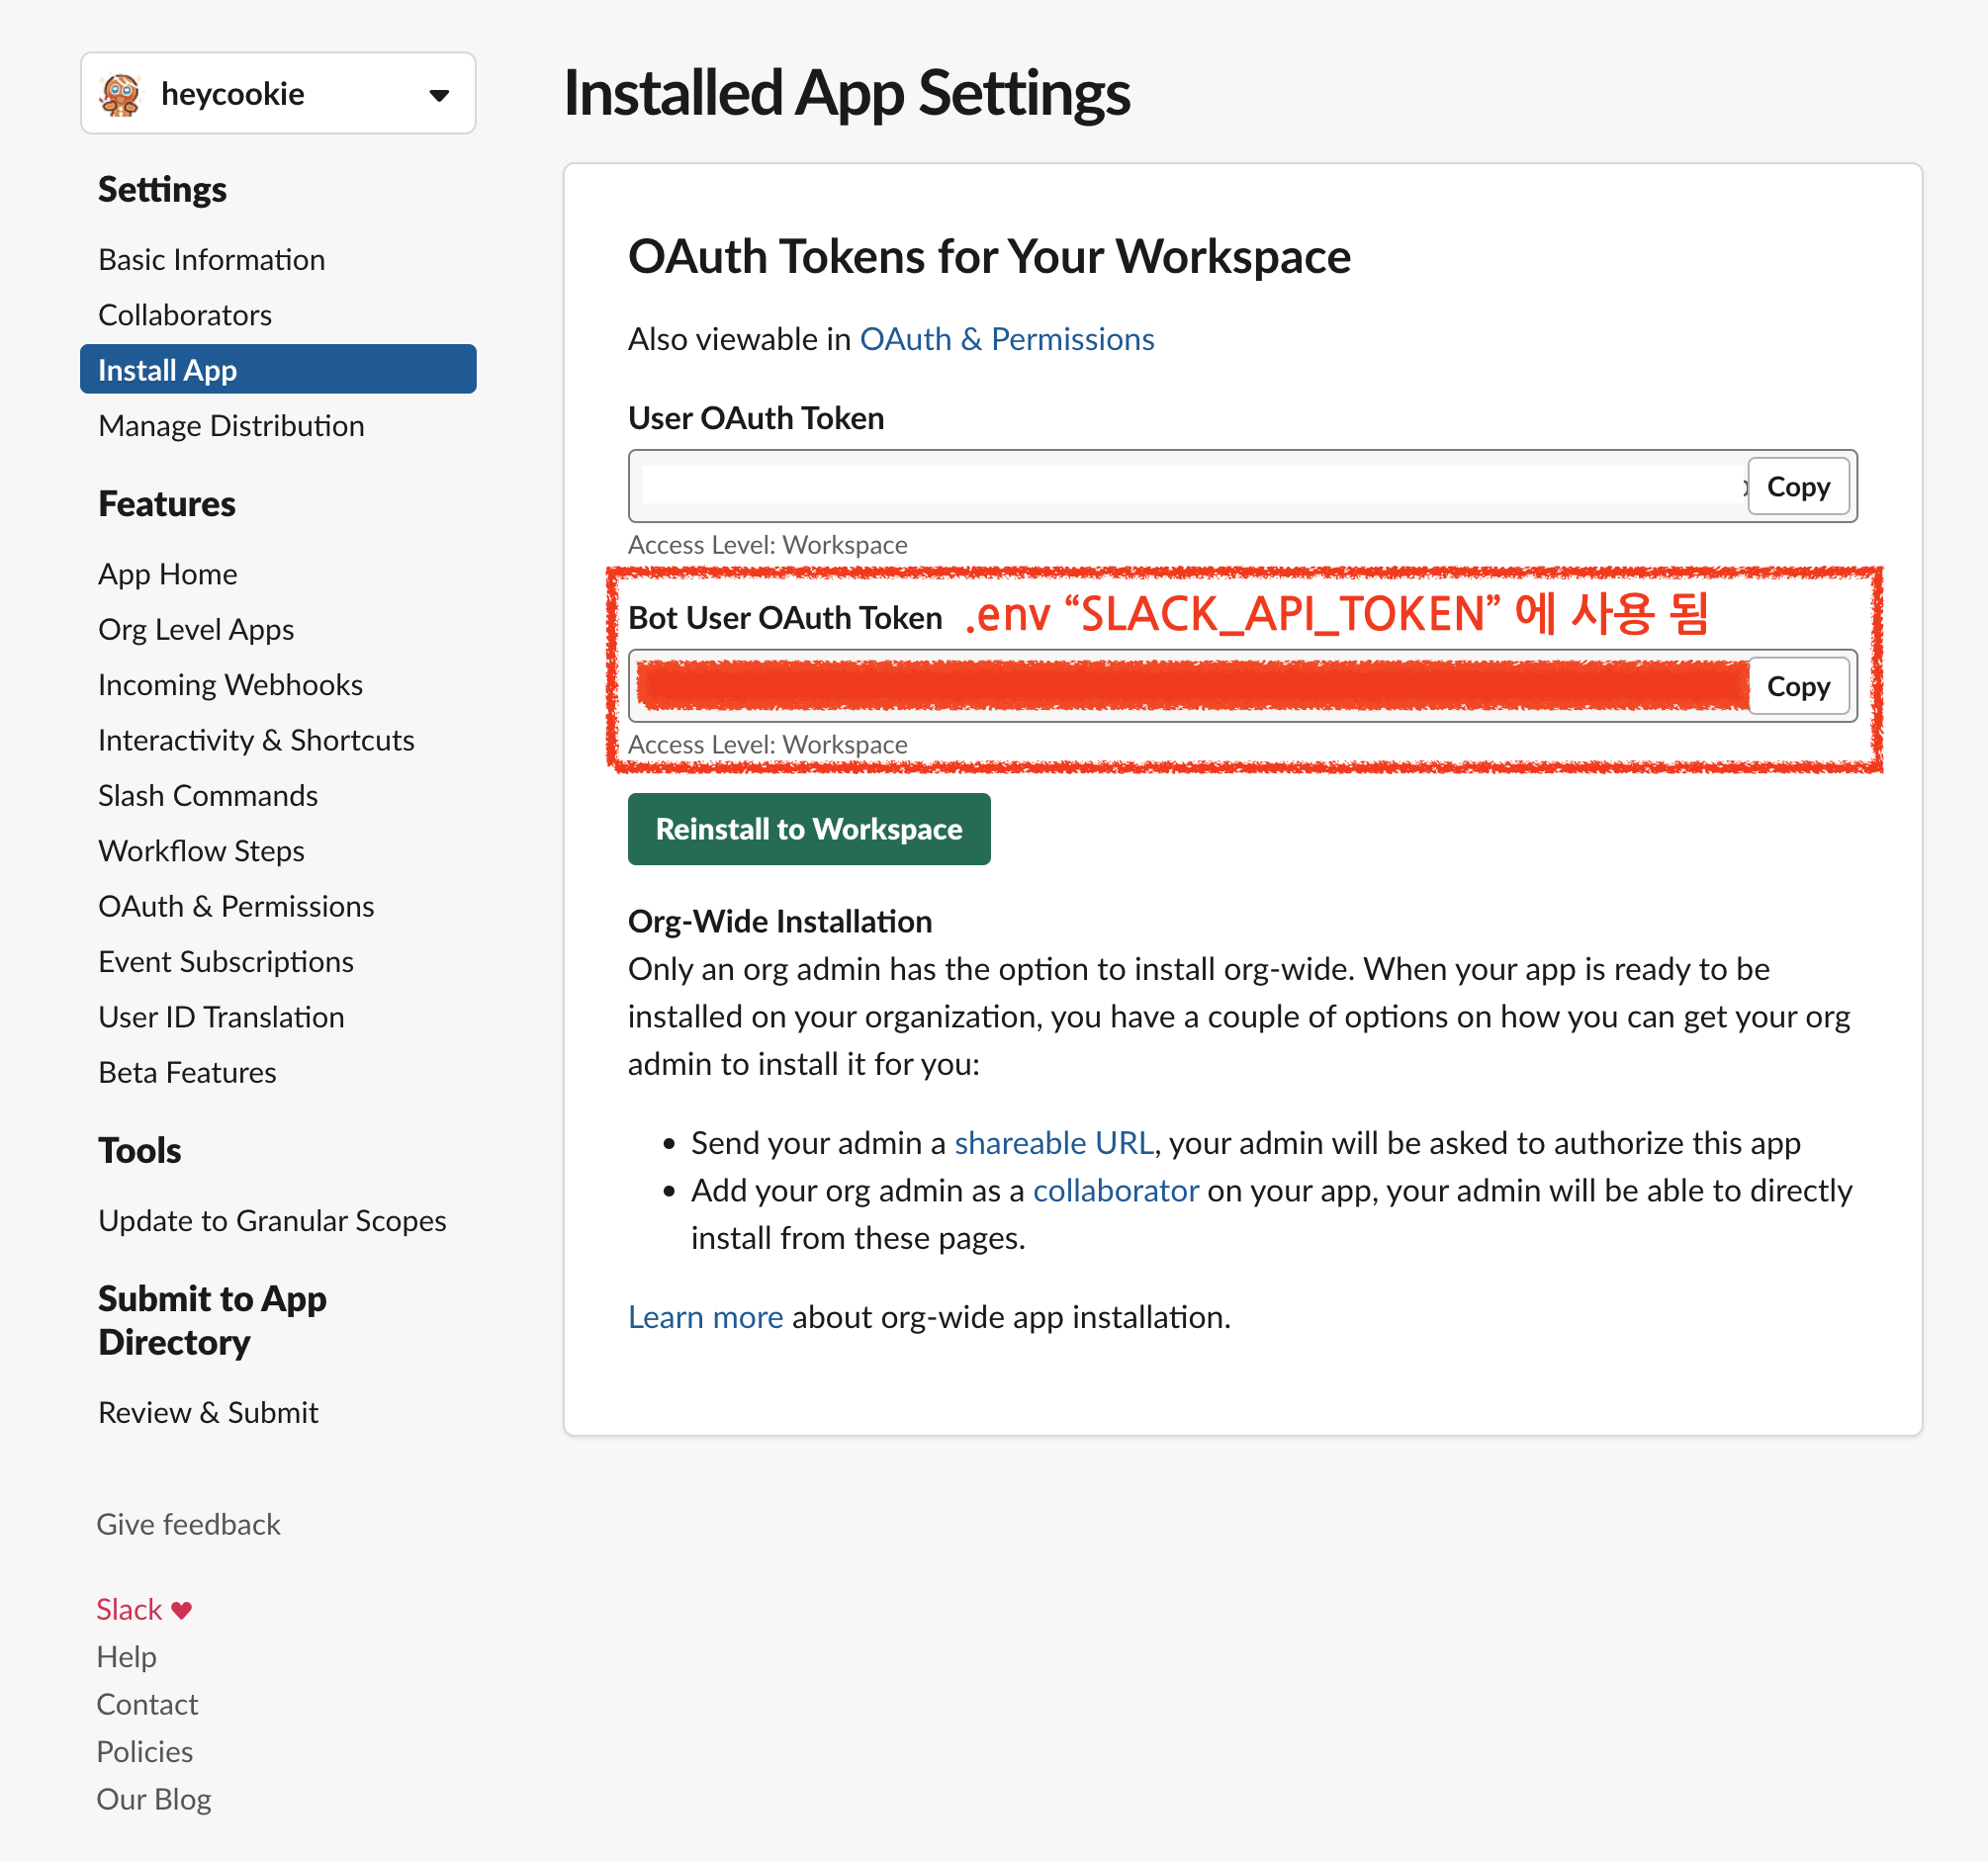 heycookie
Settings
Basic Information
Collaborators
Install App
Manage Distribution
Features
App Home
Org Level Apps
Incoming Webhooks
Interactivity & Shortcuts
Slash Commands
Workflow Steps
OAuth & Permissions
Event Subscriptions
User ID Translation
Beta Features
Tools
Update to Granular Scopes
Submit to App
Directory
Review & Submit
Give feedback
Slack ♥
Help
Contact
Policies
Our Blog
Installed App Settings
OAuth Tokens for Your Workspace
Also viewable in OAuth & Permissions
User OAuth Token
Copy
Access Level: Workspace
Bot User OAuth Token .env “SLACK_API_TOKEN” 에 사용 됨
Copy
Access Level: Workspace
Reinstall to Workspace
Org-Wide Installation
Only an org admin has the option to install org-wide. When your app is ready to be
installed on your organization, you have a couple of options on how you can get your org
admin to install it for you:
• Send your admin a shareable URL, your admin will be asked to authorize this app
• Add your org admin as a collaborator on your app, your admin will be able to directly
install from these pages.
Learn more about org-wide app installation.